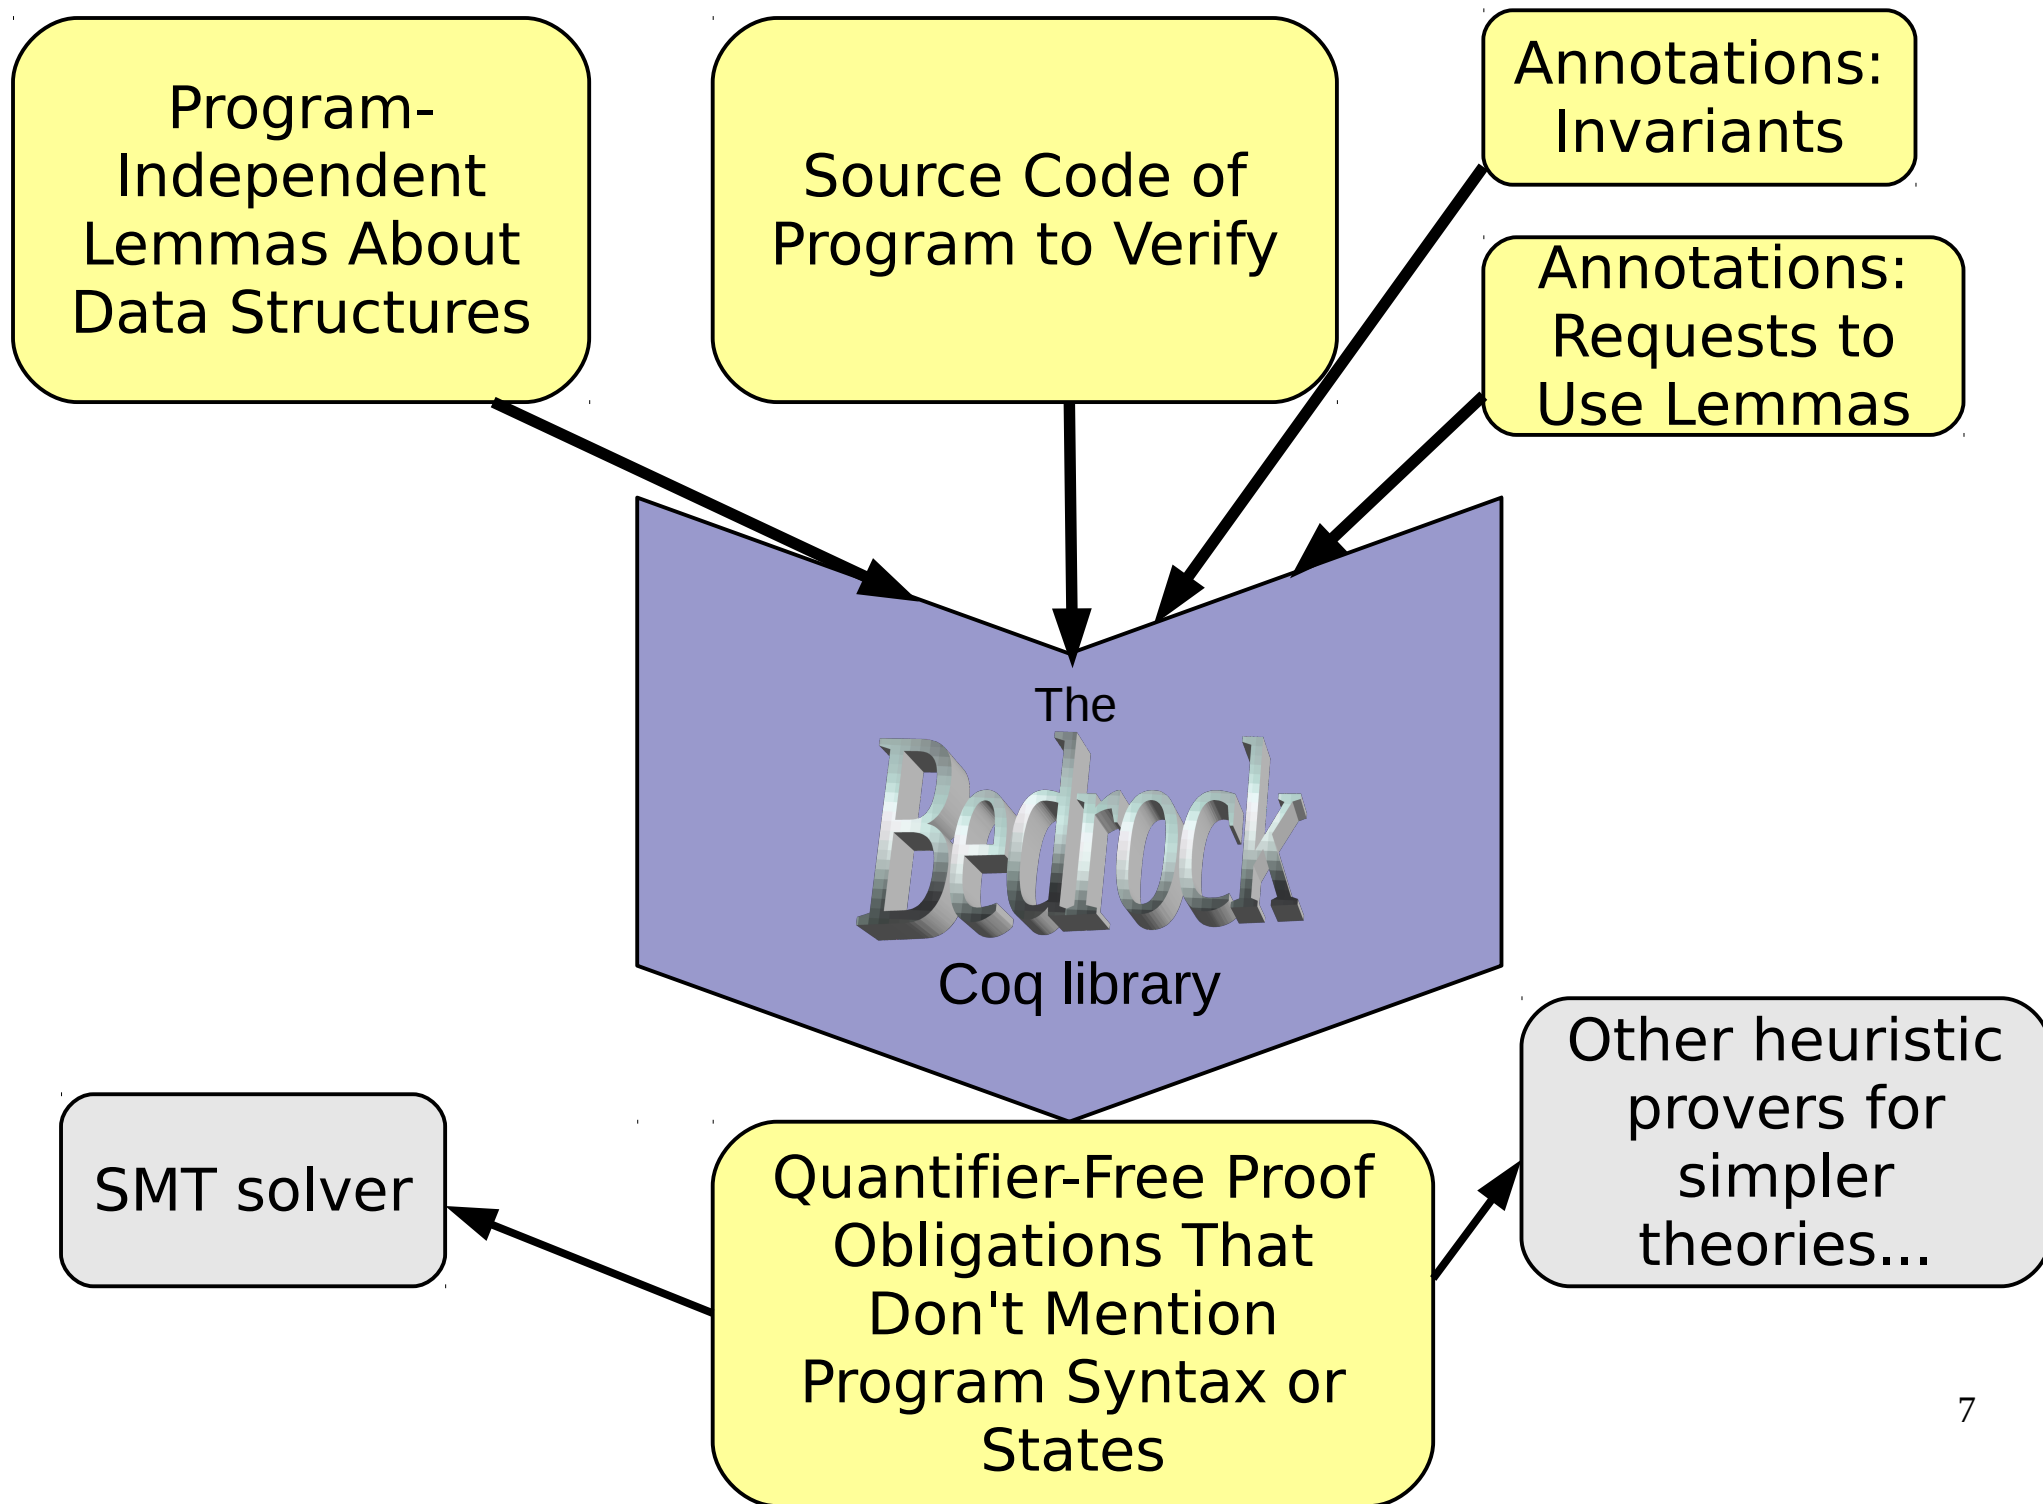 Program-
Independent
Lemmas About
Data Structures
Source Code of
Program to Verify
Annotations:
Invariants
Annotations:
Requests to
Use Lemmas
The
Bedrock
Coq library
SMT solver
Quantifier-Free Proof
Obligations That
Don't Mention
Program Syntax or
States
Other heuristic
provers for
simpler
theories...
7